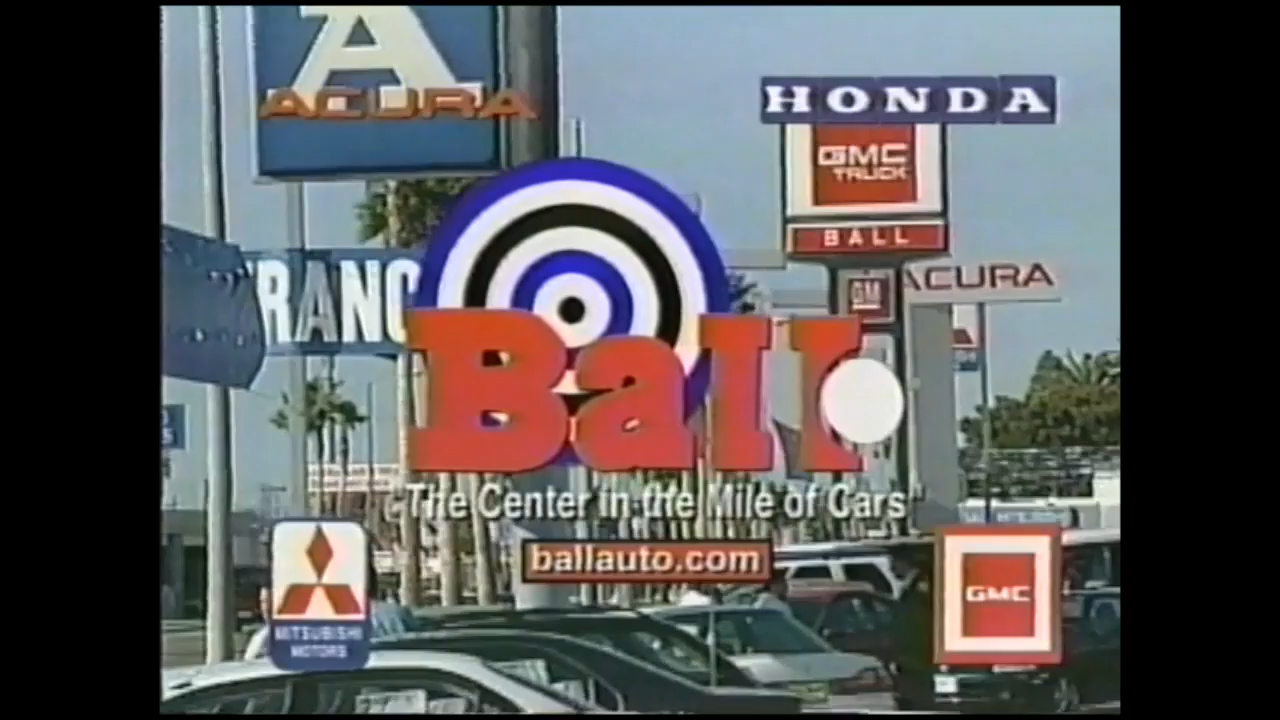 A
ACURA
HONDA
GMC
TRUCK
BALL
GM
ACURA
RANC
Ball
"The Center in the Mile of Cars"
ballauto.com
MITSUBISHI
MOTORS
GMC